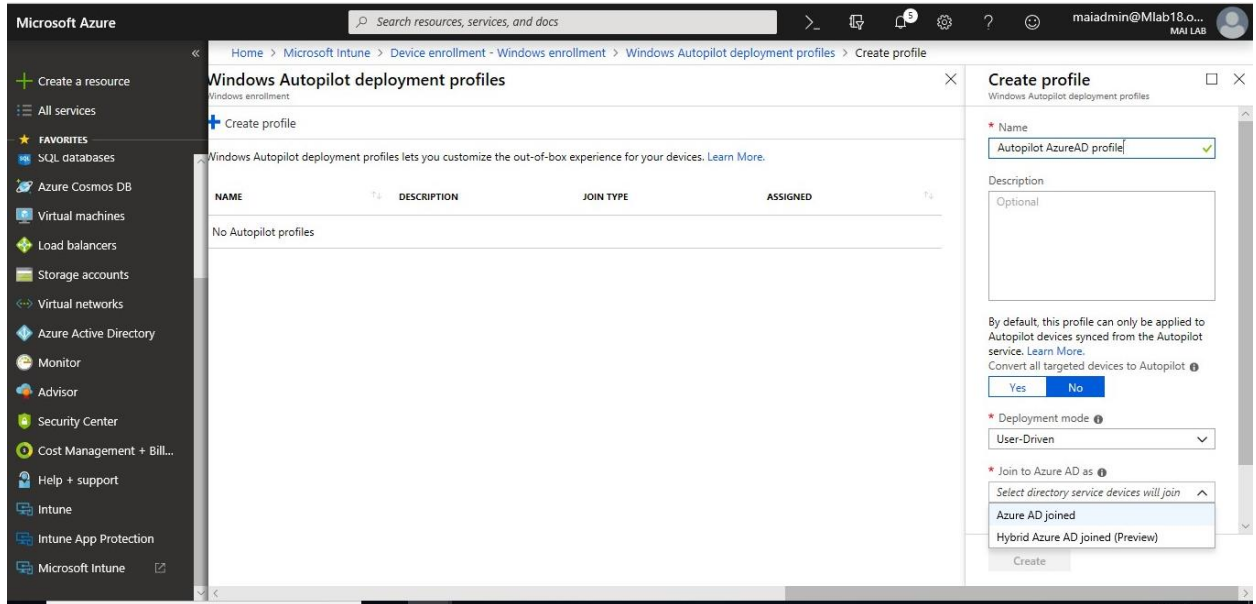 Microsoft Azure
Search resources, services, and docs
5
maiadmin@Mlab18.o...
MAI LAB
Home > Microsoft Intune > Device enrollment - Windows enrollment > Windows Autopilot deployment profiles > Create profile
Create a resource
All services
FAVORITES
SQL databases
Azure Cosmos DB
Virtual machines
Load balancers
Storage accounts
Virtual networks
Azure Active Directory
Monitor
Advisor
Security Center
Cost Management + Bill...
Help + support
Intune
Intune App Protection
Microsoft Intune
Windows Autopilot deployment profiles
Windows enrollment
Create profile
Windows Autopilot deployment profiles lets you customize the out-of-box experience for your devices. Learn More.
NAME DESCRIPTION JOIN TYPE ASSIGNED
No Autopilot profiles
Create profile
Windows Autopilot deployment profiles
* Name
Autopilot AzureAD profile
Description
Optional
By default, this profile can only be applied to
Autopilot devices synced from the Autopilot
service. Learn More.
Convert all targeted devices to Autopilot
Yes No
* Deployment mode
User-Driven
* Join to Azure AD as
Select directory service devices will join
Azure AD joined
Hybrid Azure AD joined (Preview)
Create